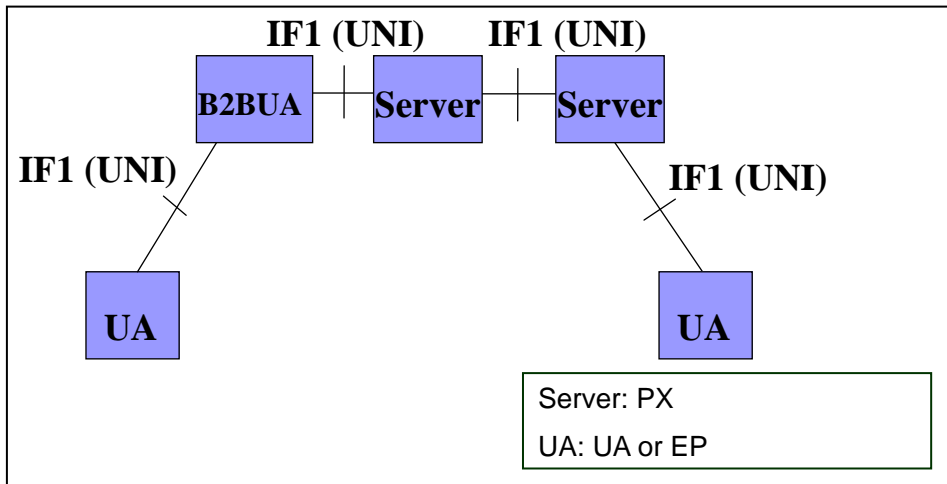 IF1 (UNI)
IF1 (UNI)
B2BUA
Server
Server
IF1 (UNI)
IF1 (UNI)
UA
UA
Server: PX
UA: UA or EP